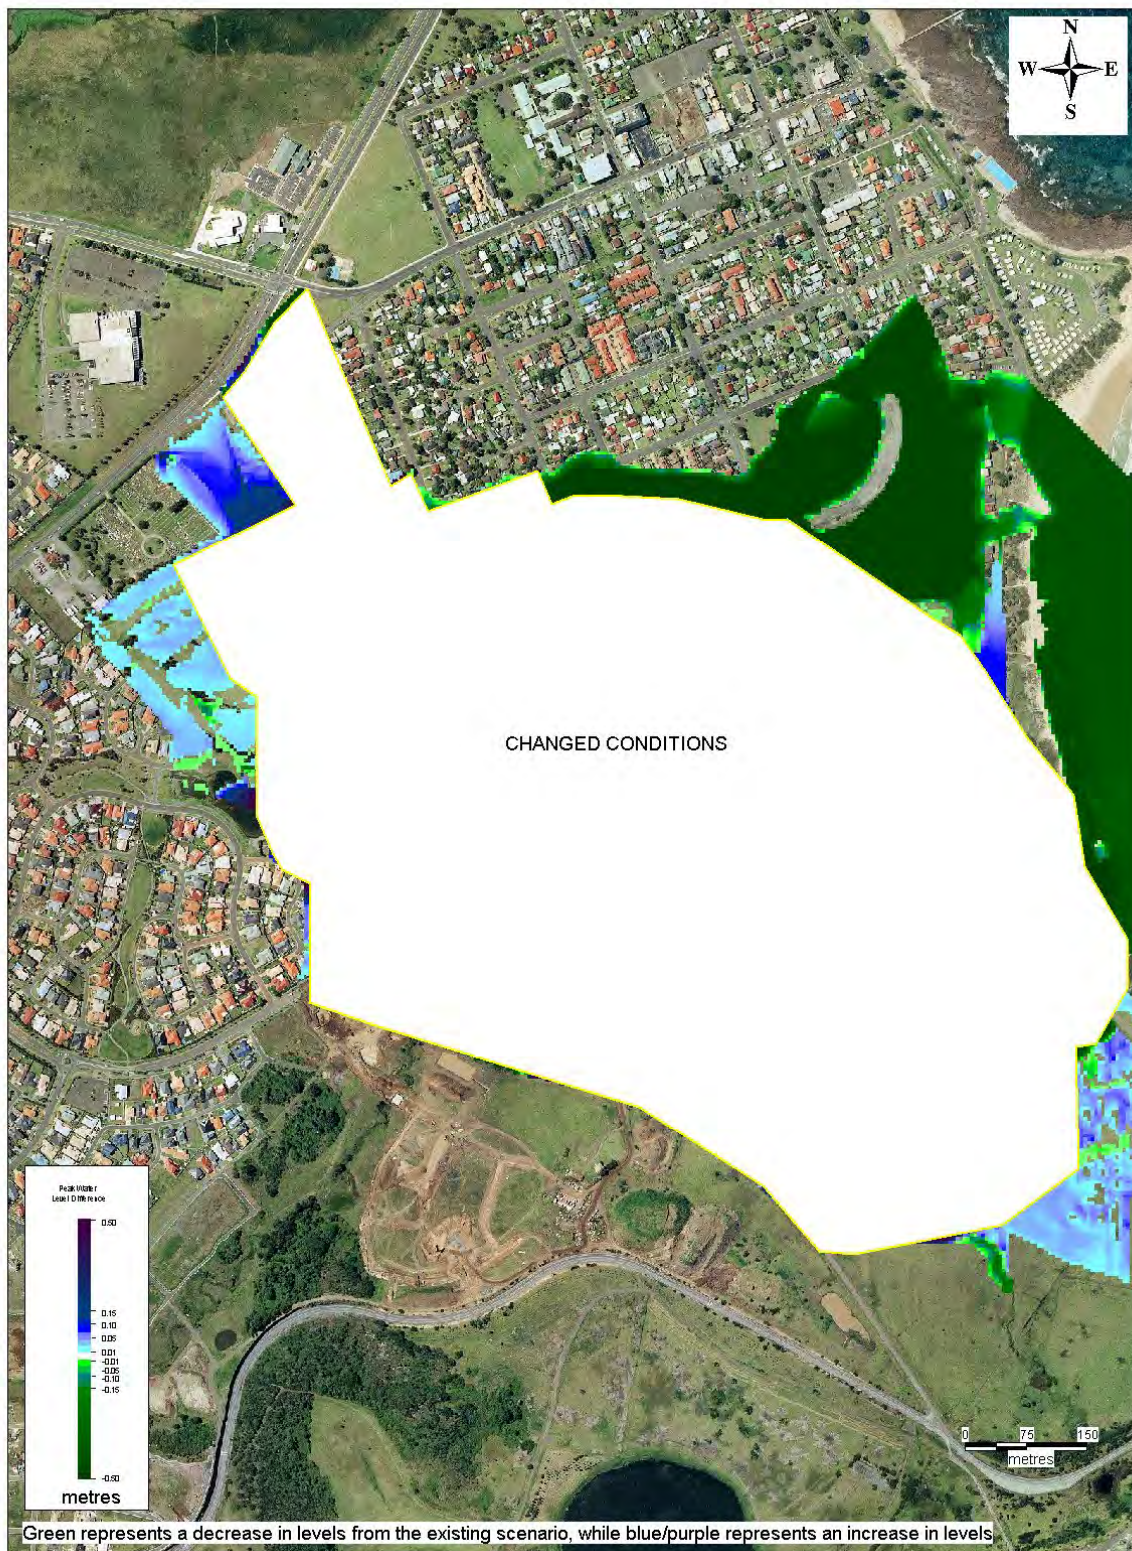 N
W E
S
CHANGED CONDITIONS
Peak Water
Level Difference
0.50
0.15
0.10
0.05
0.01
-0.01
-0.05
-0.10
-0.15
-0.50
metres
0 75 150
metres
Green represents a decrease in levels from the existing scenario, while blue/purple represents an increase in levels